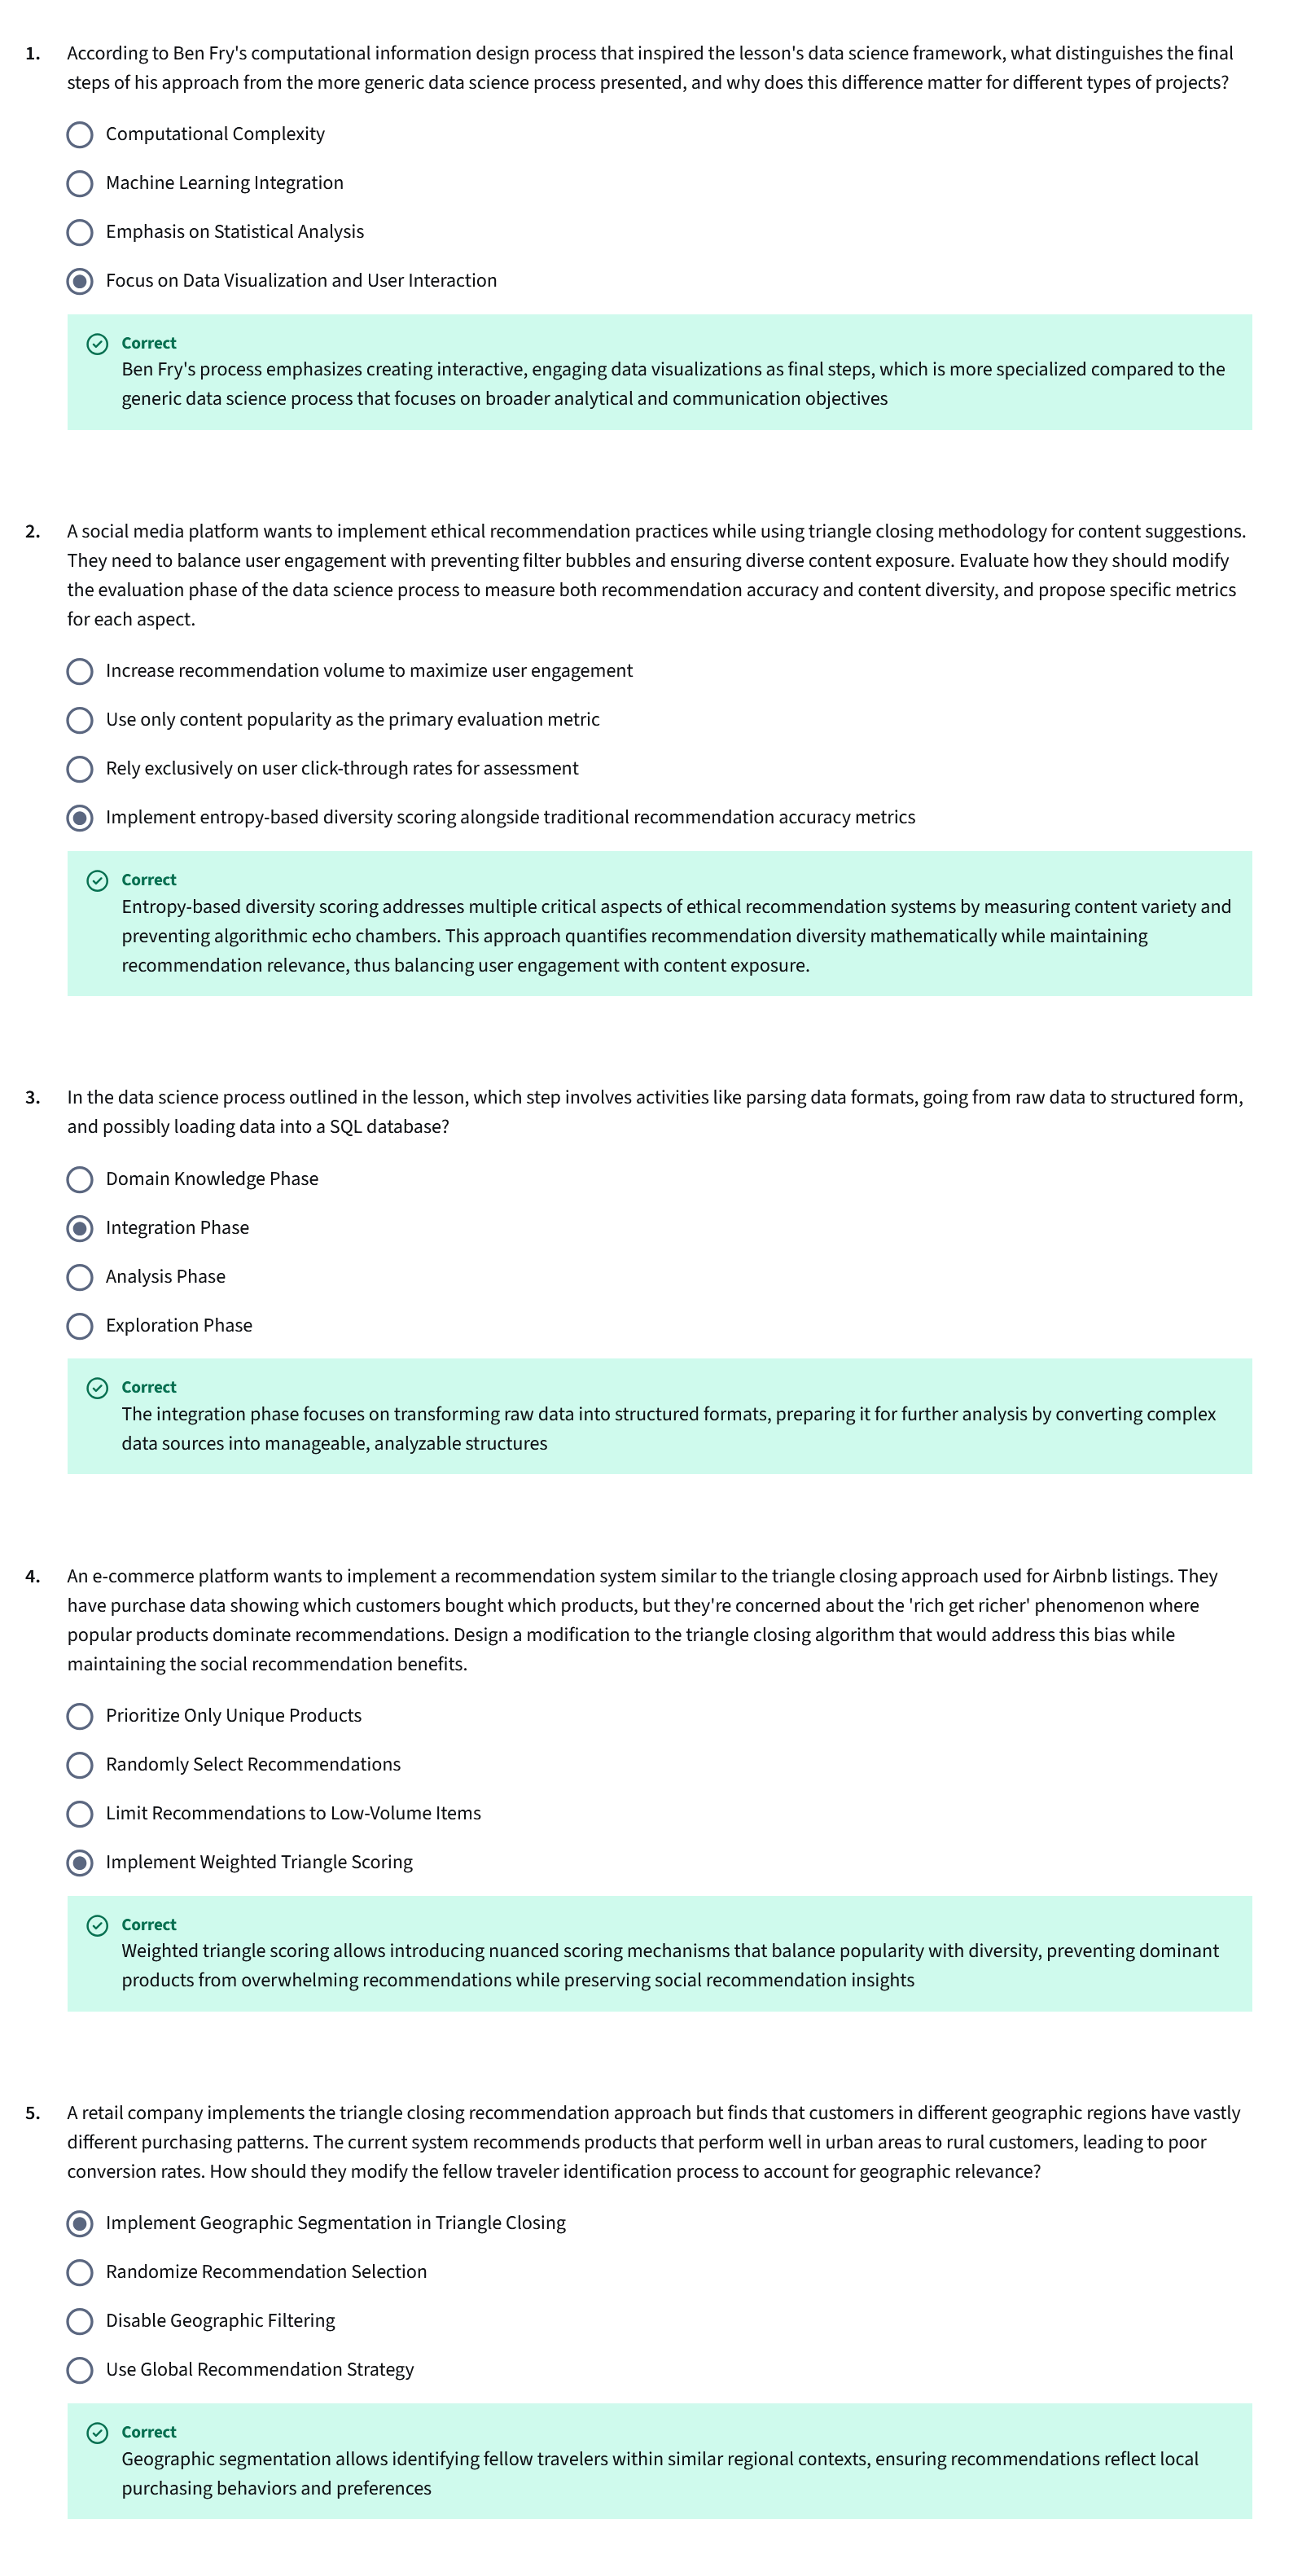 1. According to Ben Fry's computational information design process that inspired the lesson's data science framework, what distinguishes the final
steps of his approach from the more generic data science process presented, and why does this difference matter for different types of projects?
Computational Complexity
Machine Learning Integration
Emphasis on Statistical Analysis
Focus on Data Visualization and User Interaction
Correct
Ben Fry's process emphasizes creating interactive, engaging data visualizations as final steps, which is more specialized compared to the
generic data science process that focuses on broader analytical and communication objectives
2. A social media platform wants to implement ethical recommendation practices while using triangle closing methodology for content suggestions.
They need to balance user engagement with preventing filter bubbles and ensuring diverse content exposure. Evaluate how they should modify
the evaluation phase of the data science process to measure both recommendation accuracy and content diversity, and propose specific metrics
for each aspect.
Increase recommendation volume to maximize user engagement
Use only content popularity as the primary evaluation metric
Rely exclusively on user click-through rates for assessment
Implement entropy-based diversity scoring alongside traditional recommendation accuracy metrics
Correct
Entropy-based diversity scoring addresses multiple critical aspects of ethical recommendation systems by measuring content variety and
preventing algorithmic echo chambers. This approach quantifies recommendation diversity mathematically while maintaining
recommendation relevance, thus balancing user engagement with content exposure.
3. In the data science process outlined in the lesson, which step involves activities like parsing data formats, going from raw data to structured form,
and possibly loading data into a SQL database?
Domain Knowledge Phase
Integration Phase
Analysis Phase
Exploration Phase
Correct
The integration phase focuses on transforming raw data into structured formats, preparing it for further analysis by converting complex
data sources into manageable, analyzable structures
4. An e-commerce platform wants to implement a recommendation system similar to the triangle closing approach used for Airbnb listings. They
have purchase data showing which customers bought which products, but they're concerned about the 'rich get richer' phenomenon where
popular products dominate recommendations. Design a modification to the triangle closing algorithm that would address this bias while
maintaining the social recommendation benefits.
Prioritize Only Unique Products
Randomly Select Recommendations
Limit Recommendations to Low-Volume Items
Implement Weighted Triangle Scoring
Correct
Weighted triangle scoring allows introducing nuanced scoring mechanisms that balance popularity with diversity, preventing dominant
products from overwhelming recommendations while preserving social recommendation insights
5. A retail company implements the triangle closing recommendation approach but finds that customers in different geographic regions have vastly
different purchasing patterns. The current system recommends products that perform well in urban areas to rural customers, leading to poor
conversion rates. How should they modify the fellow traveler identification process to account for geographic relevance?
Implement Geographic Segmentation in Triangle Closing
Randomize Recommendation Selection
Disable Geographic Filtering
Use Global Recommendation Strategy
Correct
Geographic segmentation allows identifying fellow travelers within similar regional contexts, ensuring recommendations reflect local
purchasing behaviors and preferences